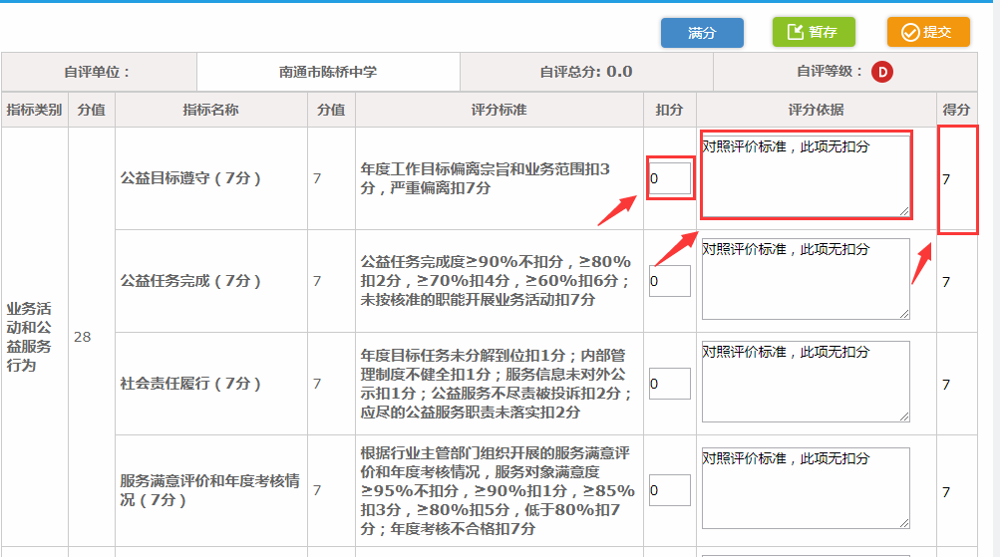 满分
暂存
提交
自评单位：
南通市陈桥中学
自评总分: 0.0
自评等级：
D
指标类别
分值
指标名称
分值
评分标准
扣分
评分依据
得分
业务活
动和公
益服务
行为
28
公益目标遵守（7分）
7
年度工作目标偏离宗旨和业务范围扣3
分，严重偏离扣7分
0
对照评价标准，此项无扣分
7
公益任务完成（7分）
7
公益任务完成度≥90%不扣分，≥80%
扣2分，≥70%扣4分，≥60%扣6分；
未按核准的职能开展业务活动扣7分
0
对照评价标准，此项无扣分
7
社会责任履行（7分）
7
年度目标任务未分解到位扣1分；内部管
理制度不健全扣1分；服务信息未对外公
示扣1分；公益服务不尽责被投诉扣2分；
应尽的公益服务职责未落实扣2分
0
对照评价标准，此项无扣分
7
服务满意评价和年度考核情
况（7分）
7
根据行业主管部门组织开展的服务满意评
价和年度考核情况，服务对象满意度
≥95%不扣分，≥90%扣1分，≥85%
扣3分，≥80%扣5分，低于80%扣7
分；年度考核不合格扣7分
0
对照评价标准，此项无扣分
7